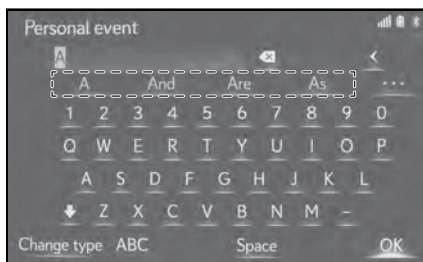 Personal event
A
A And Are As ...
1 2 3 4 5 6 7 8 9 0
Q W E R T Y U I O P
A S D F G H J K L
Z X C V B N M -
Change type ABC Space OK